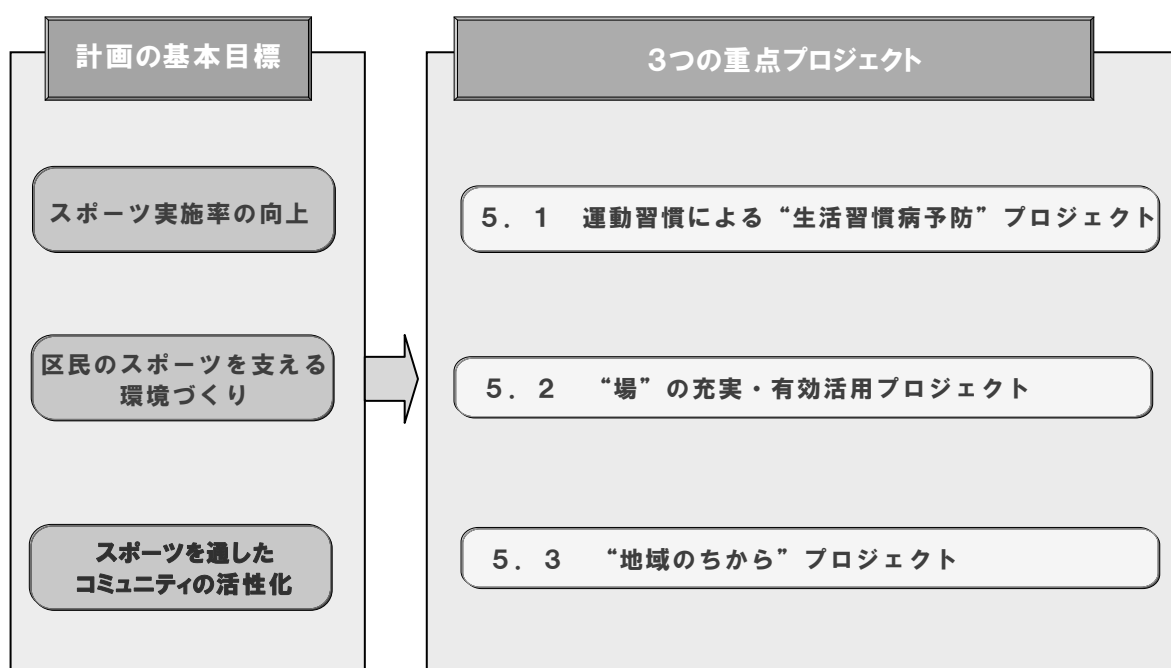 計画の基本目標
3つの重点プロジェクト
スポーツ実施率の向上
5．1　運動習慣による“生活習慣病予防”プロジェクト
区民のスポーツを支える
環境づくり
5．2　“場”の充実・有効活用プロジェクト
スポーツを通した
コミュニティの活性化
5．3　“地域のちから”プロジェクト